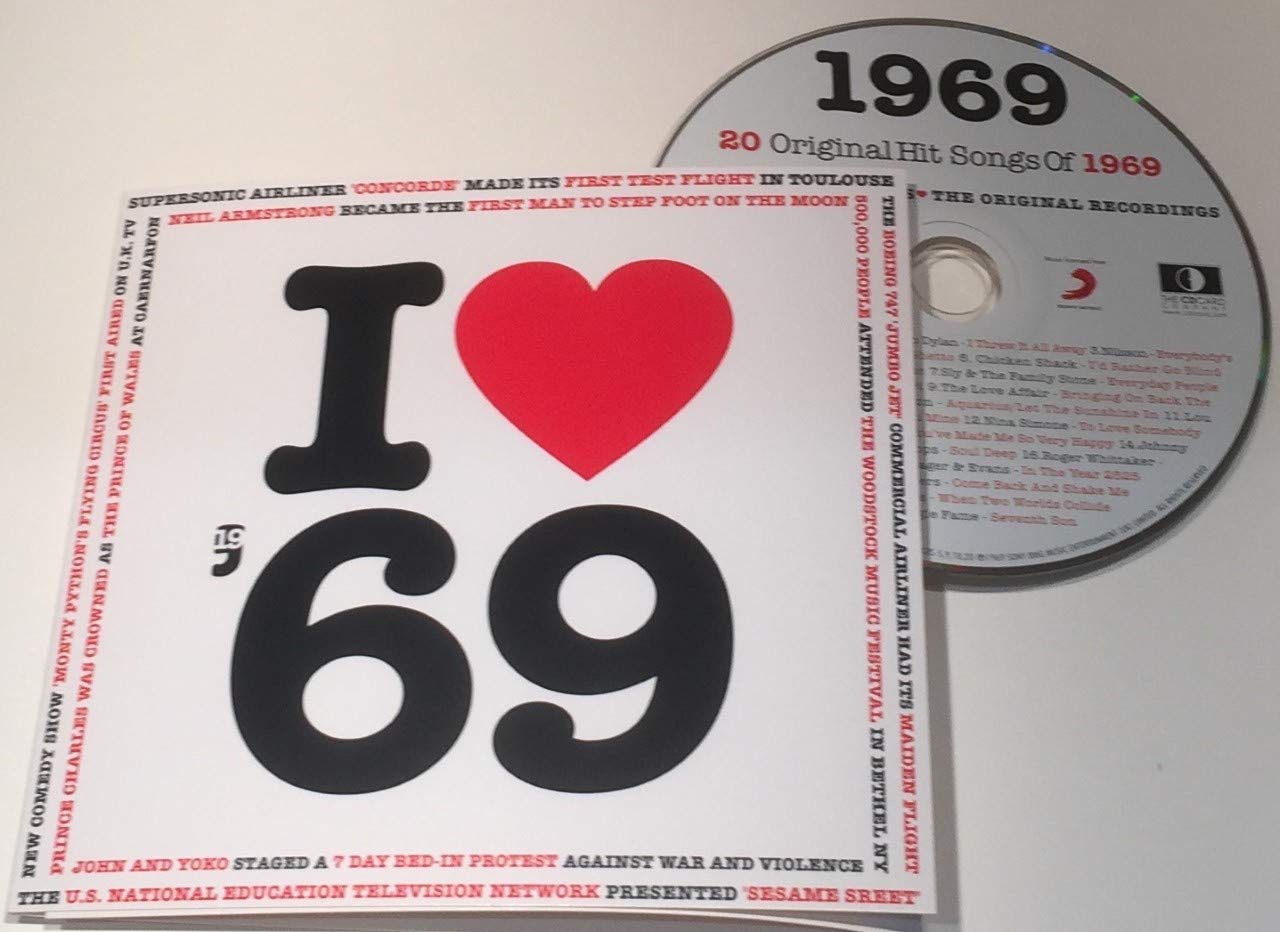 SUPERSONIC AIRLINER 'CONCORDE' MADE ITS FIRST TEST FLIGHT IN TOULOUSE
NEIL ARMSTRONG BECAME THE FIRST MAN TO STEP FOOT ON THE MOON
THE BOEING 747 'JUMBO JET' COMMERCIAL AIRLINER HAD ITS MAIDEN FLIGHT
500,000 PEOPLE ATTENDED THE WOODSTOCK MUSIC FESTIVAL IN BETHEL NY
NEW COMEDY SHOW 'MONTY PYTHON'S FLYING CIRCUS' FIRST AIRED ON U.K. TV
PRINCE CHARLES WAS CROWNED AS THE PRINCE OF WALES AT CAERNARFON
I
19
'69
JOHN AND YOKO STAGED A 7 DAY BED-IN PROTEST AGAINST WAR AND VIOLENCE
THE U.S. NATIONAL EDUCATION TELEVISION NETWORK PRESENTED 'SESAME SREET'
1969
20 Original Hit Songs Of 1969
THE ORIGINAL RECORDINGS
THE CDCARD
COMPANY
Dylan - I Threw It All Away 5.Nilsson - Everybody's
6. Chicken Shack - I'd Rather Go Blind
7.Sly & The Family Stone - Everyday People
9.The Love Affair - Bringing On Back The
- Aquarius/Let The Sunshine In 11.Lou
Mine 12.Nina Simone - To Love Somebody
You've Made Me So Very Happy 14.Johnny
- Soul Deep 16.Roger Whittaker -
& Evans - In The Year 2525
- Come Back And Shake Me
- When Two Worlds Collide
Fame - Seventh Son